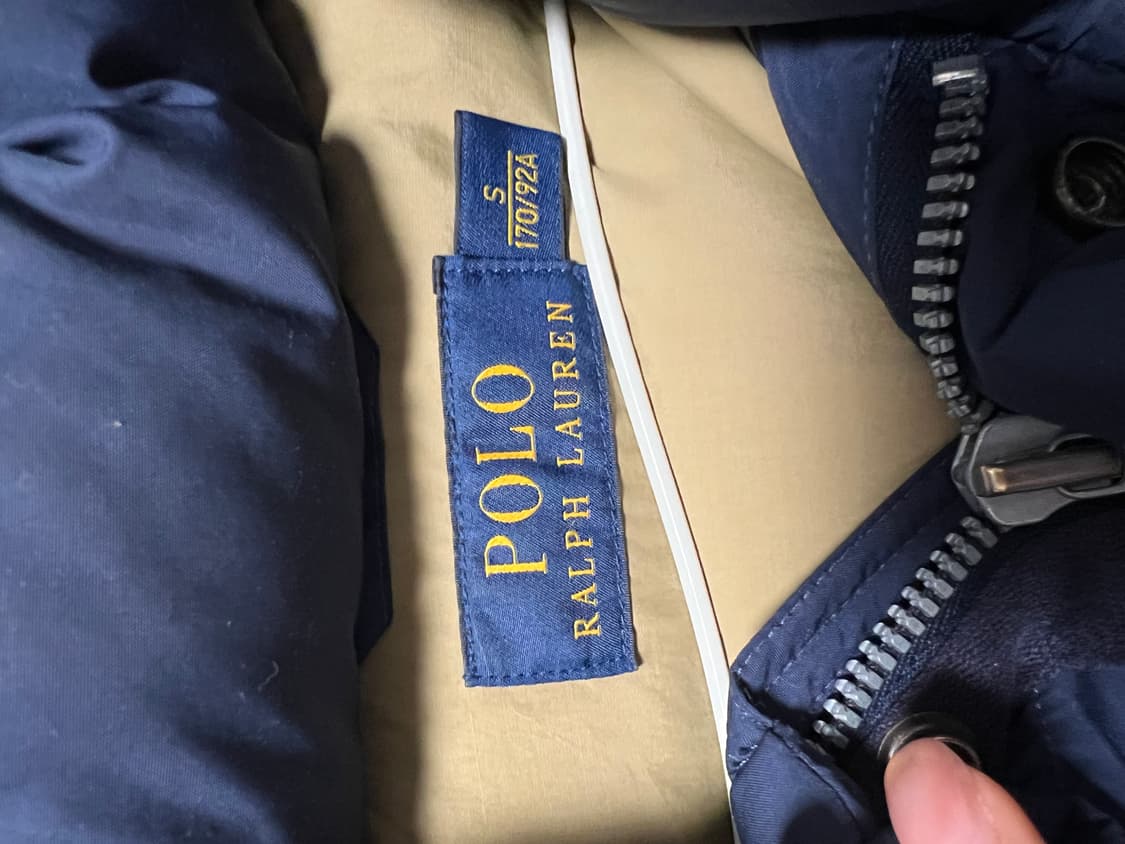 S
170/92A
POLO
RALPH LAUREN